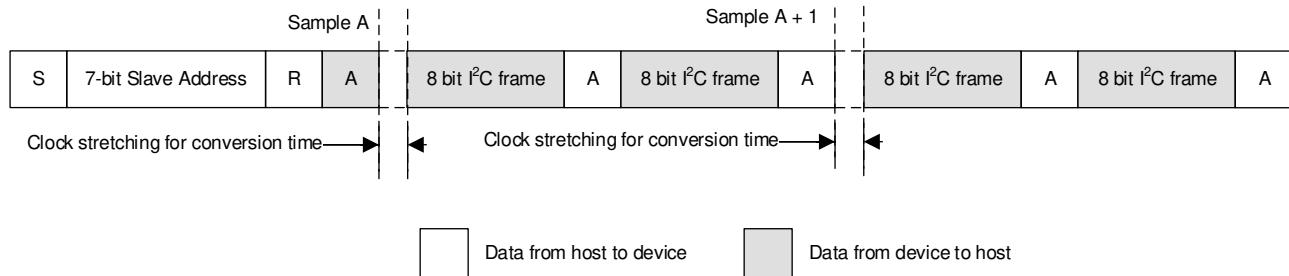 Sample A
Sample A + 1
S 7-bit Slave Address R A 8 bit I²C frame A 8 bit I²C frame A 8 bit I²C frame A 8 bit I²C frame A
Clock stretching for conversion time
Clock stretching for conversion time
Data from host to device
Data from device to host